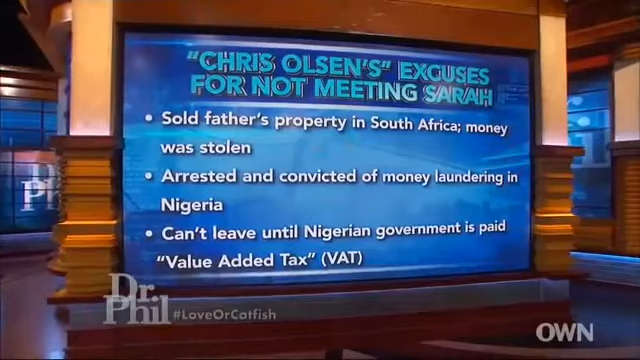 "CHRIS OLSEN'S" EXCUSES
FOR NOT MEETING SARAH
• Sold father's property in South Africa; money
was stolen
• Arrested and convicted of money laundering in
Nigeria
• Can't leave until Nigerian government is paid
"Value Added Tax" (VAT)
Dr.
Phil
#LoveOrCatfish
OWN